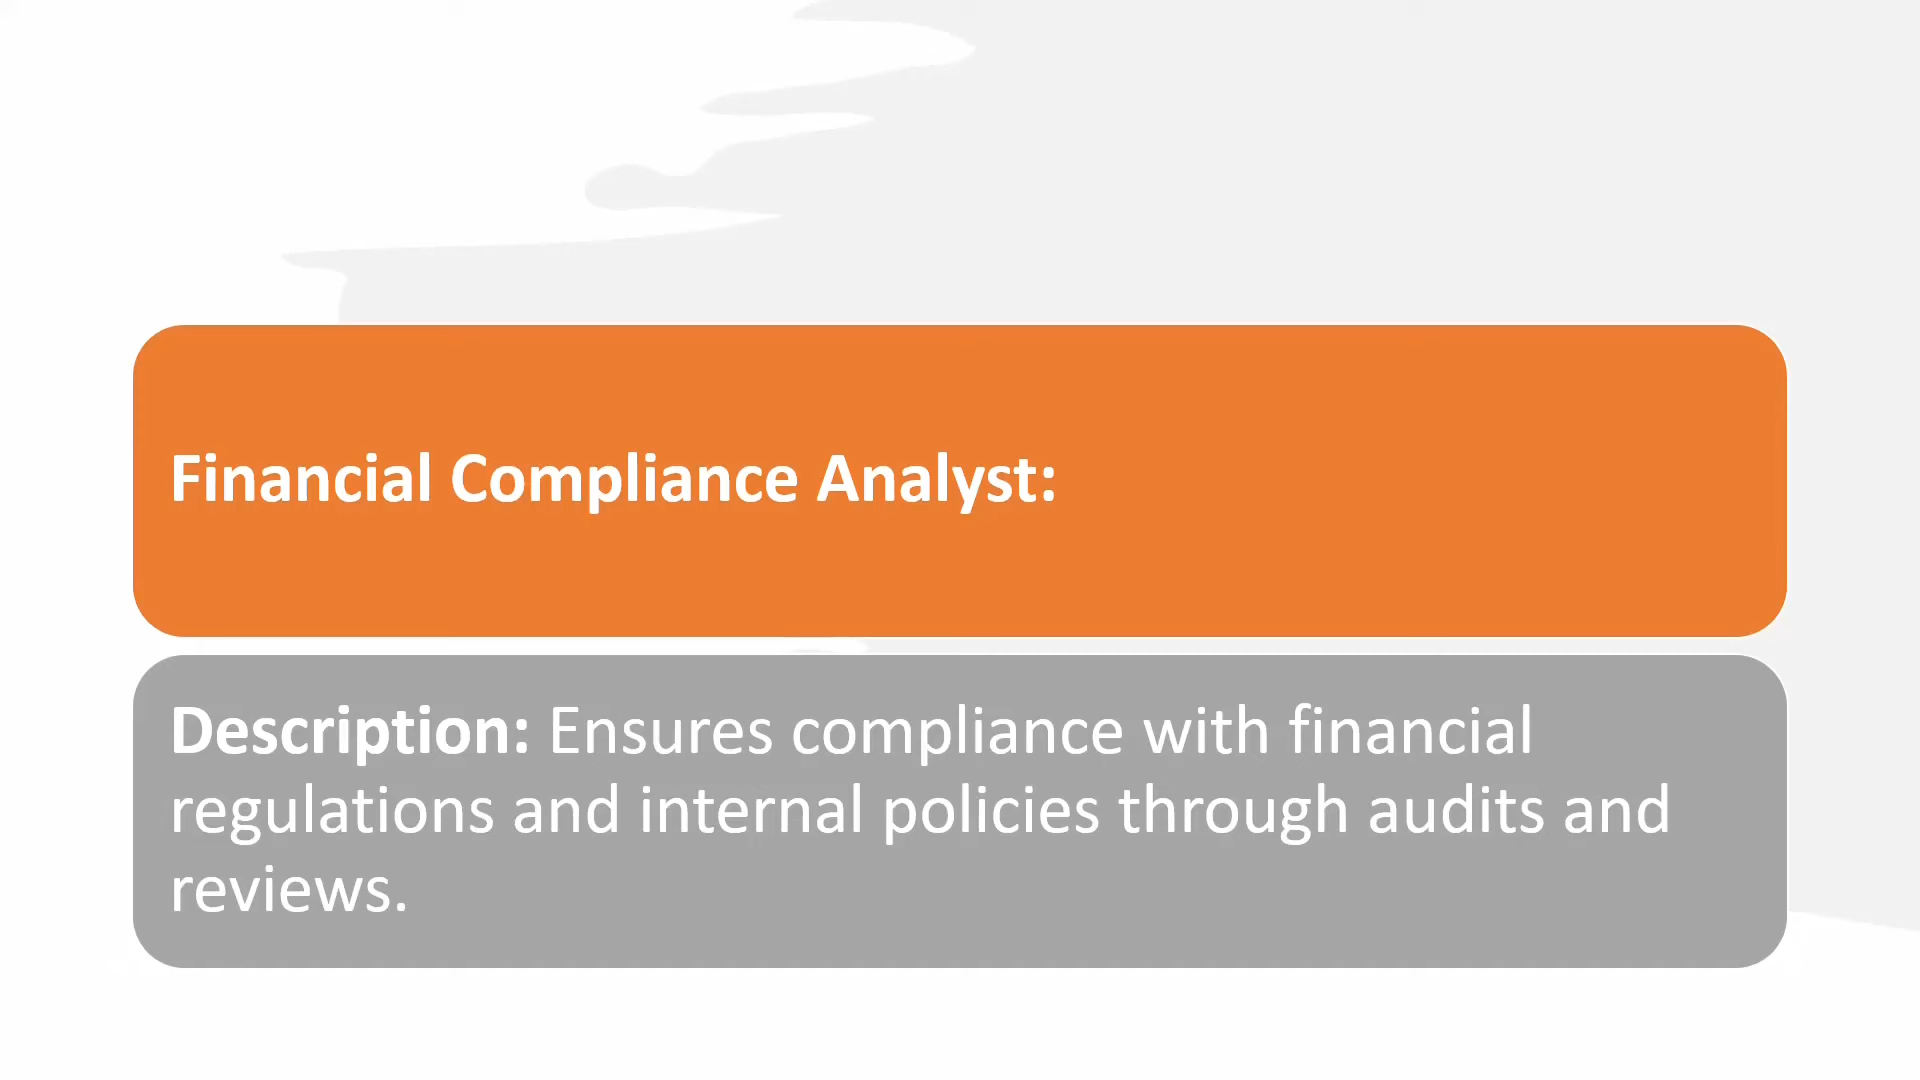 Financial Compliance Analyst:
Description: Ensures compliance with financial
regulations and internal policies through audits and
reviews.